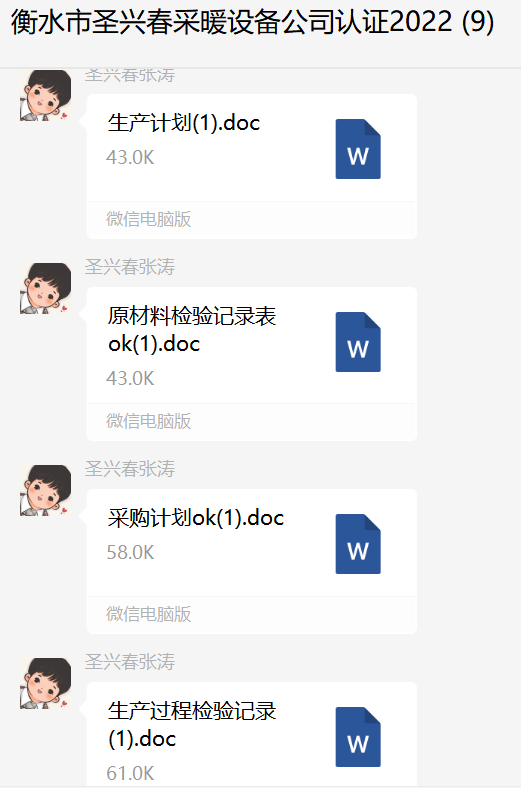 衡水市圣兴春采暖设备公司认证2022 (9)
圣兴春张涛
生产计划(1).doc
43.0K
W
微信电脑版
圣兴春张涛
原材料检验记录表
ok(1).doc
43.0K
W
微信电脑版
圣兴春张涛
采购计划ok(1).doc
58.0K
W
微信电脑版
圣兴春张涛
生产过程检验记录
(1).doc
61.0K
W